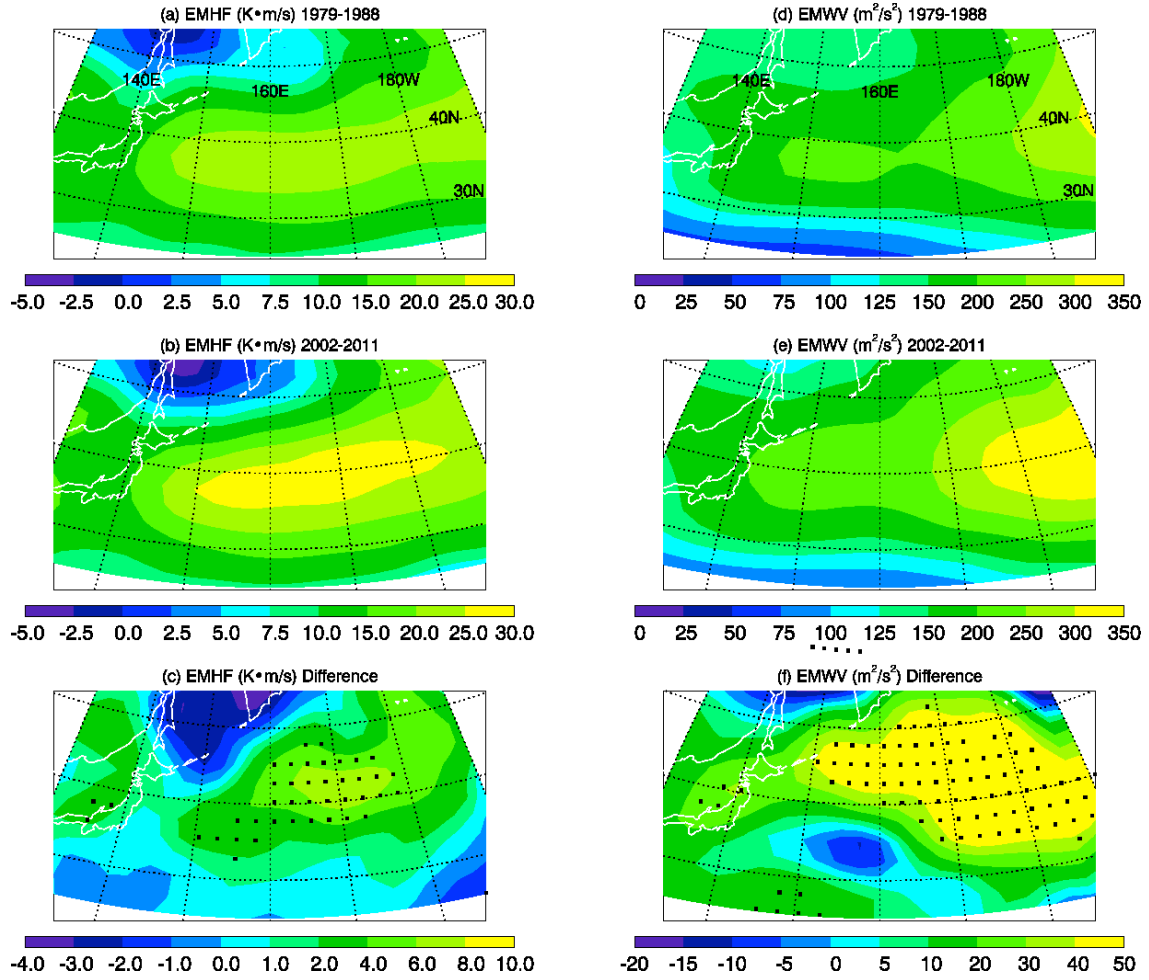 (a) EMHF (K•m/s) 1979-1988
140E
160E
180W
40N
30N
-5.0 -2.5 0.0 2.5 5.0 7.5 10.0 15.0 20.0 25.0 30.0
(d) EMWV (m²/s²) 1979-1988
140E
160E
180W
40N
30N
0 25 50 75 100 125 150 200 250 300 350
(b) EMHF (K•m/s) 2002-2011
-5.0 -2.5 0.0 2.5 5.0 7.5 10.0 15.0 20.0 25.0 30.0
(e) EMWV (m²/s²) 2002-2011
0 25 50 75 100 125 150 200 250 300 350
(c) EMHF (K•m/s) Difference
-4.0 -3.0 -2.0 -1.0 0.0 1.0 2.0 4.0 6.0 8.0 10.0
(f) EMWV (m²/s²) Difference
-20 -15 -10 -5 0 5 10 20 30 40 50